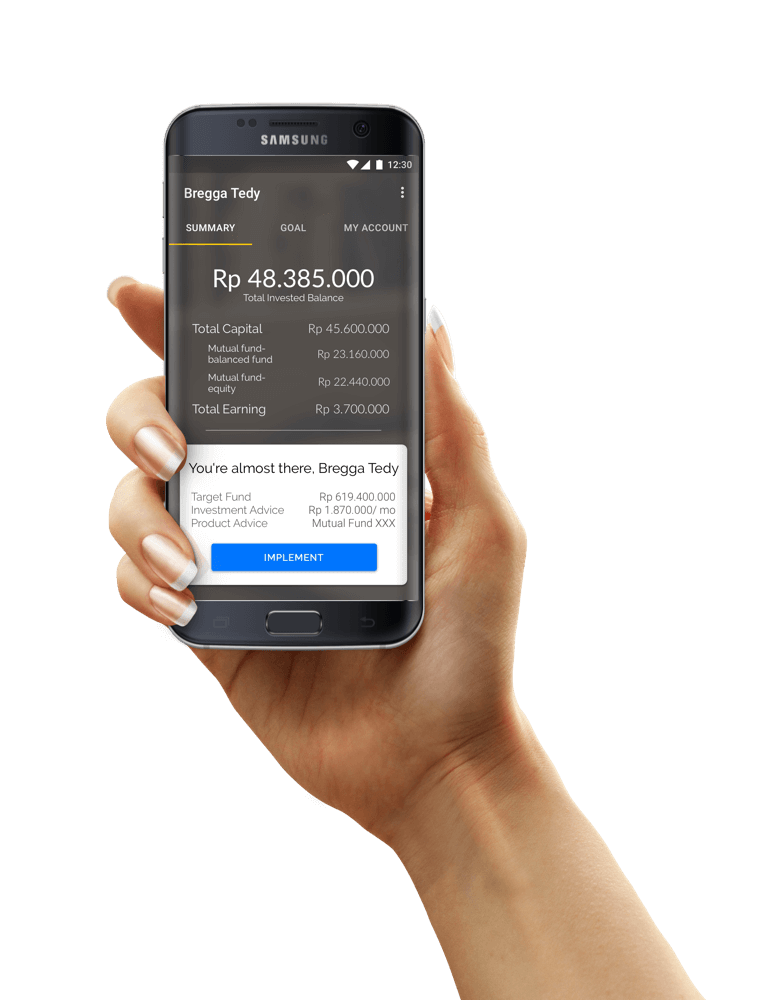 SAMSUNG
12:30
Bregga Tedy
SUMMARY GOAL MY ACCOUNT
Rp 48.385.000
Total Invested Balance
Total Capital Rp 45.600.000
Mutual fund-
balanced fund Rp 23.160.000
Mutual fund-
equity Rp 22.440.000
Total Earning Rp 3.700.000
You're almost there, Bregga Tedy
Target Fund Rp 619.400.000
Investment Advice Rp 1.870.000/ mo
Product Advice Mutual Fund XXX
IMPLEMENT